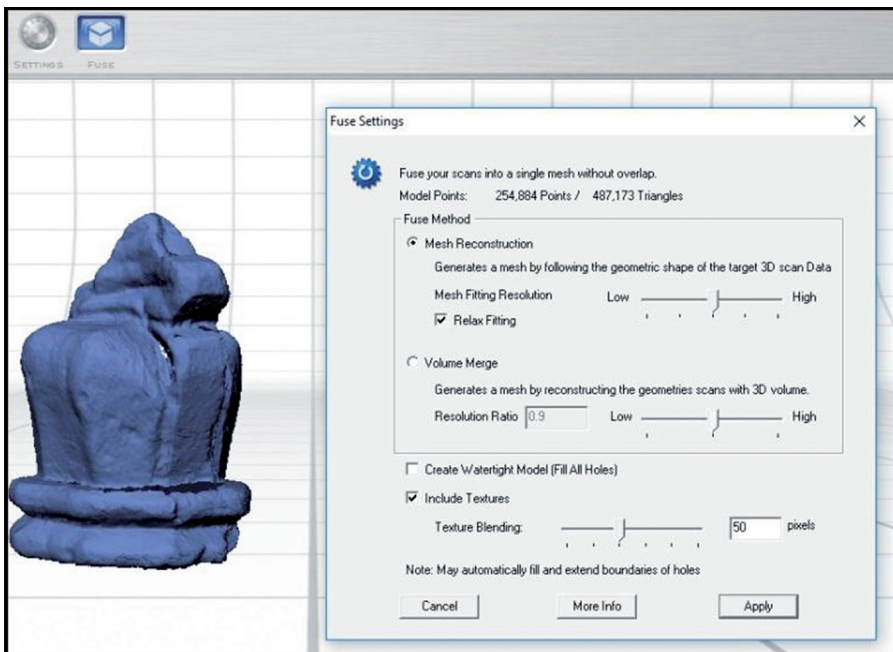 SETTINGS FUSE
Fuse Settings
Fuse your scans into a single mesh without overlap.
Model Points: 254,884 Points / 487,173 Triangles
Fuse Method
Mesh Reconstruction
Generates a mesh by following the geometric shape of the target 3D scan Data
Mesh Fitting Resolution Low High
Relax Fitting
Volume Merge
Generates a mesh by reconstructing the geometries scans with 3D volume.
Resolution Ratio 0.9 Low High
Create Watertight Model (Fill All Holes)
Include Textures
Texture Blending: 50 pixels
Note: May automatically fill and extend boundaries of holes
Cancel More Info Apply